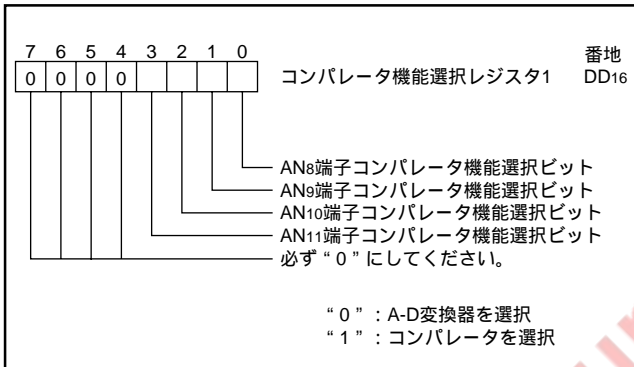 7 6 5 4 3 2 1 0 番地
0 0 0 0 コンパレータ機能選択レジスタ1 DD16
AN8端子コンパレータ機能選択ビット
AN9端子コンパレータ機能選択ビット
AN10端子コンパレータ機能選択ビット
AN11端子コンパレータ機能選択ビット
必ず“0”にしてください。
“0”:A-D変換器を選択
“1”:コンパレータを選択